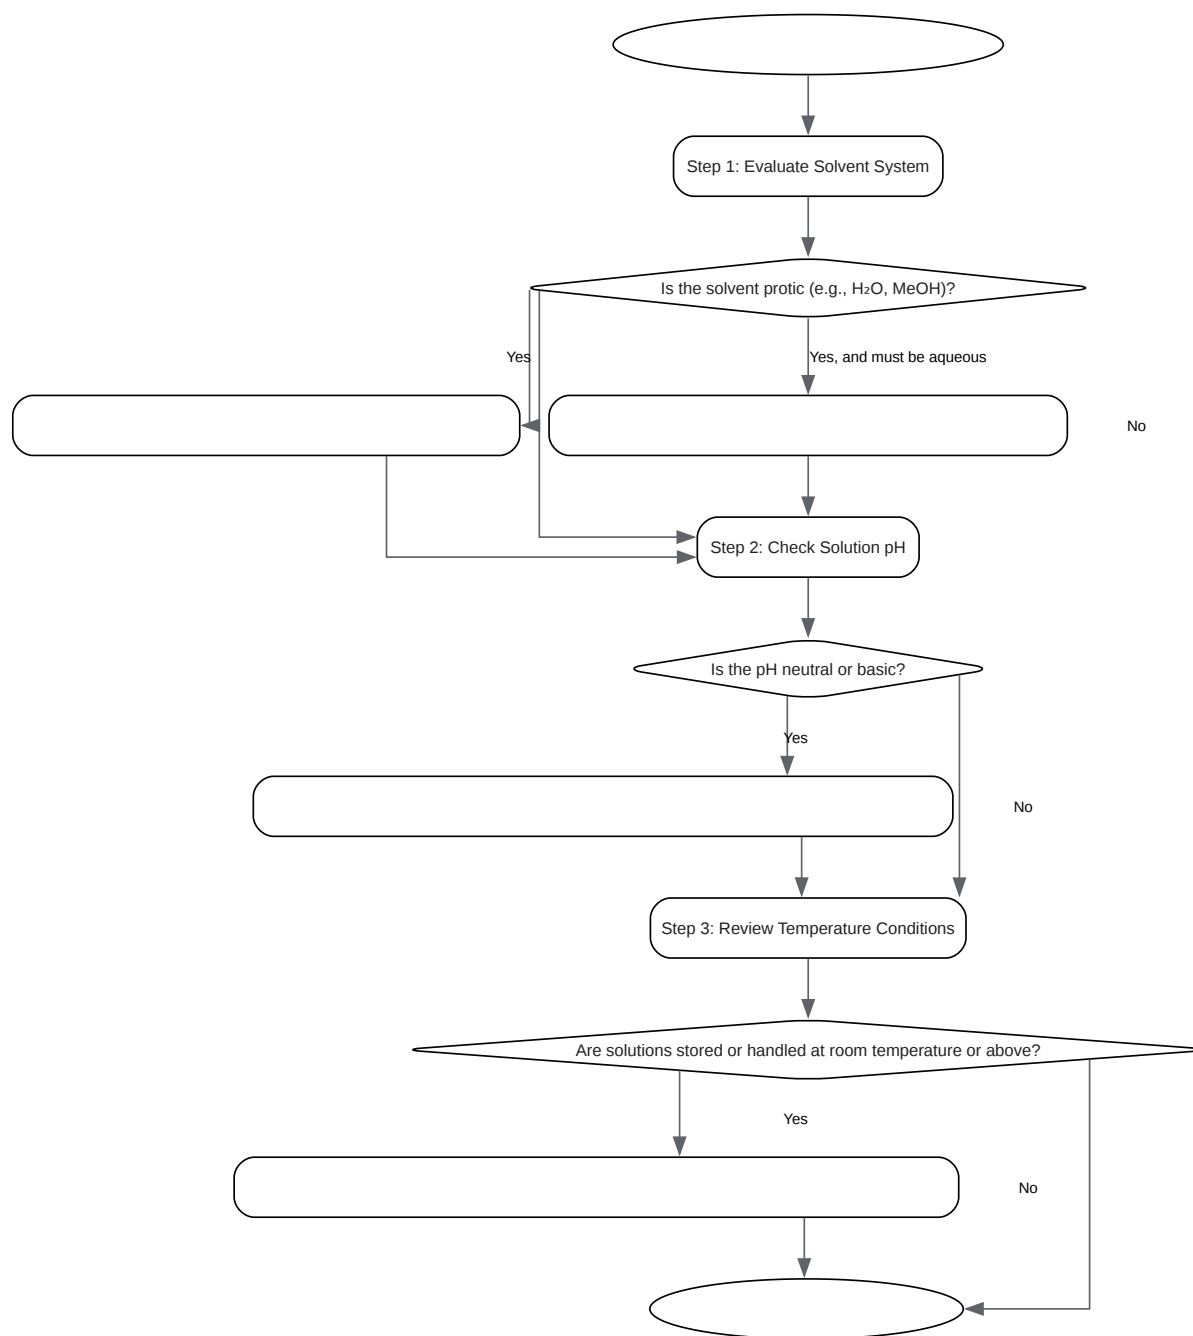 Step 1: Evaluate Solvent System
Is the solvent protic (e.g., H₂O, MeOH)?
Yes
Yes, and must be aqueous
No
Step 2: Check Solution pH
Is the pH neutral or basic?
Yes
No
Step 3: Review Temperature Conditions
Are solutions stored or handled at room temperature or above?
Yes
No